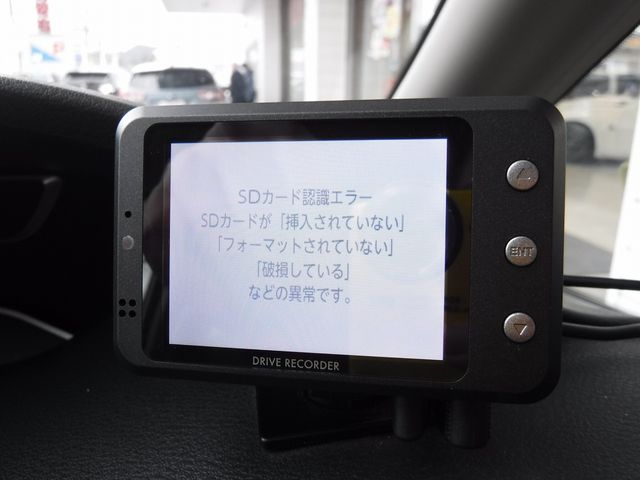 SDカード認識エラー
SDカードが「挿入されていない」
「フォーマットされていない」
「破損している」
などの異常です。
ENT
DRIVE RECORDER